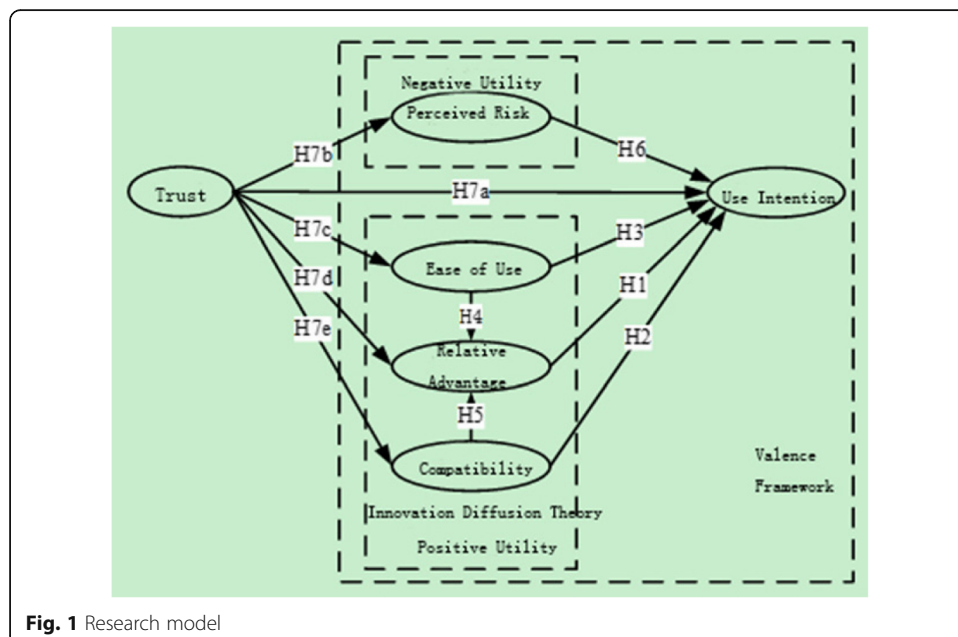 Negative Utility
Perceived Risk
H7b
H6
Trust
H7a
Use Intention
H7c
H3
Ease of Use
H7d
H1
H4
H7e
Relative
Advantage
H2
H5
Compatibility
Valence
Framework
Innovation Diffusion Theory
Positive Utility
Fig. 1 Research model